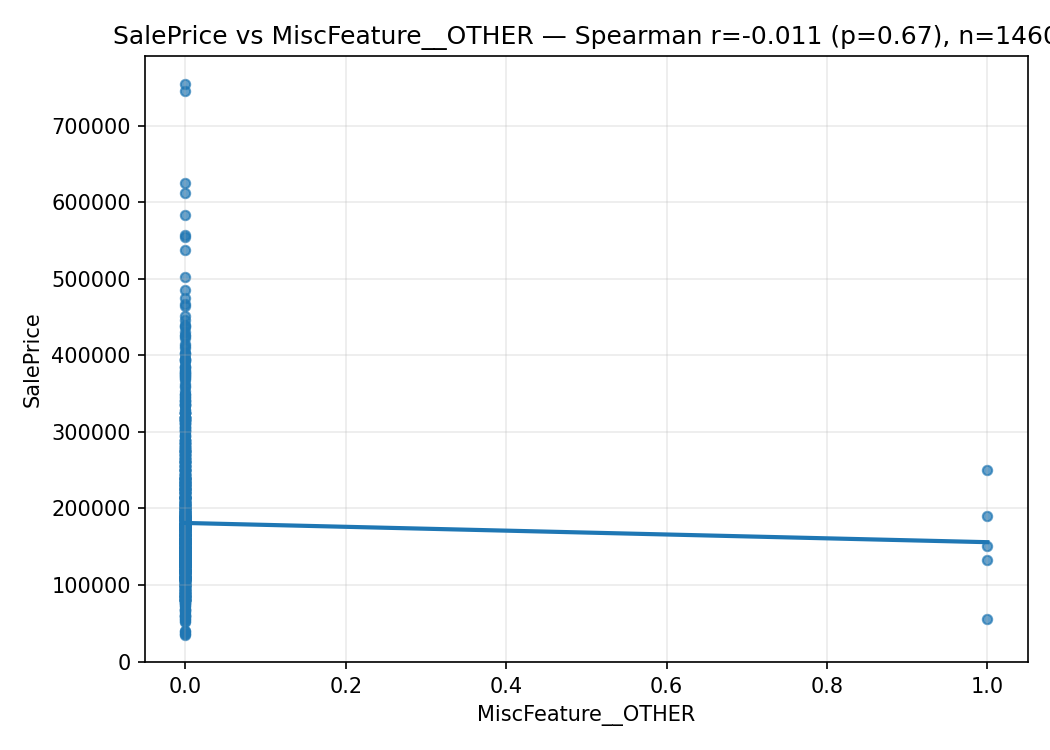 SalePrice vs MiscFeature__OTHER — Spearman r=-0.011 (p=0.67), n=1460
700000
600000
500000
400000
300000
200000
100000
0
SalePrice
0.0 0.2 0.4 0.6 0.8 1.0
MiscFeature__OTHER